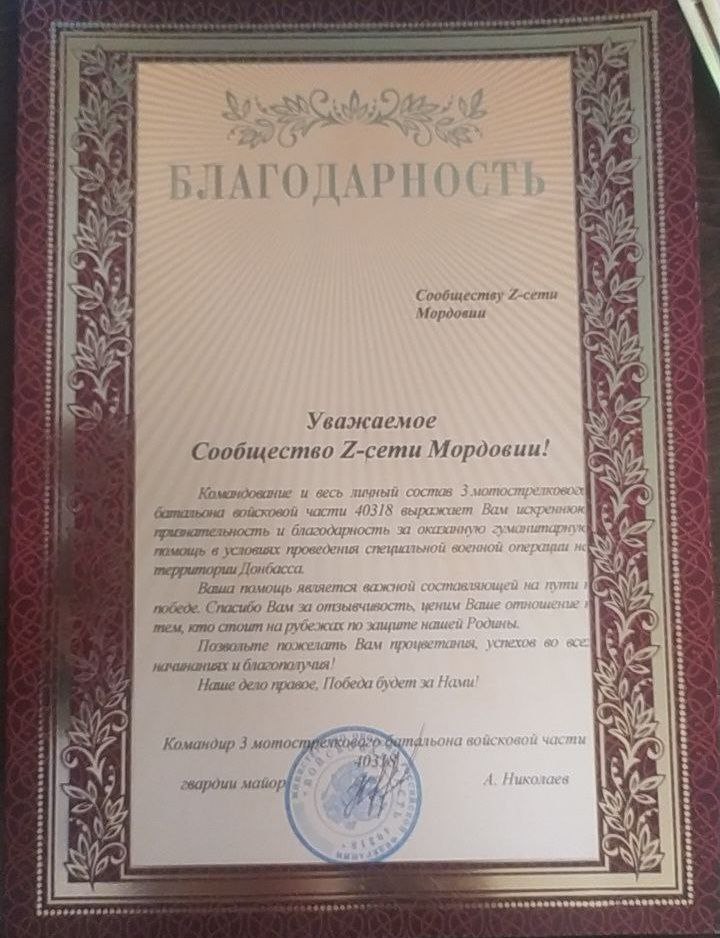 БЛАГОДАРНОСТЬ
Сообществу Z-сети
Мордовии
Уважаемое
Сообщество Z-сети Мордовии!
Командование и весь личный состав 3 мотострелкового
батальона войсковой части 40318 выражает Вам искреннюю
признательность и благодарность за оказанную гуманитарную
помощь в условиях проведения специальной военной операции на
территории Донбасса.
Ваша помощь является важной составляющей на пути к
победе. Спасибо Вам за отзывчивость, ценим Ваше отношение к
тем, кто стоит на рубежах по защите нашей Родины.
Позвольте пожелать Вам процветания, успехов во всех
начинаниях и благополучия!
Наше дело правое, Победа будет за Нами!
Командир 3 мотострелкового батальона войсковой части
40318
гвардии майор А. Николаев